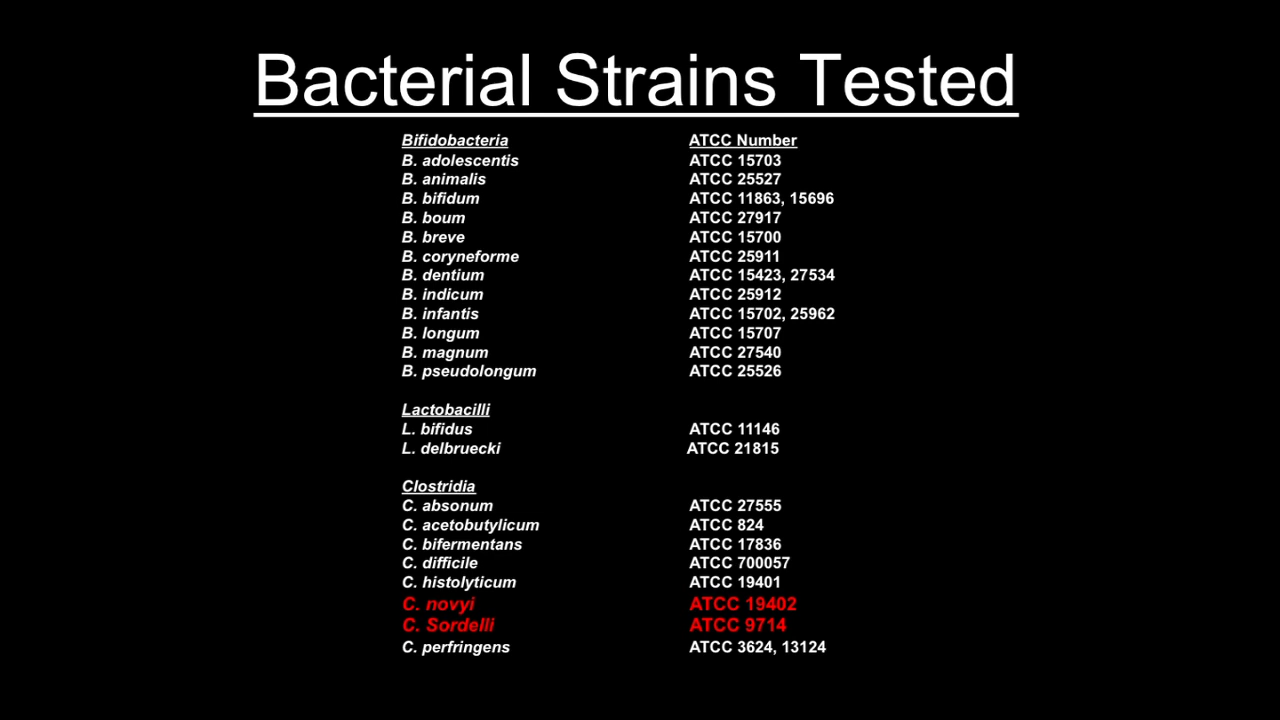 Bacterial Strains Tested
Bifidobacteria ATCC Number
B. adolescentis ATCC 15703
B. animalis ATCC 25527
B. bifidum ATCC 11863, 15696
B. boum ATCC 27917
B. breve ATCC 15700
B. coryneforme ATCC 25911
B. dentium ATCC 15423, 27534
B. indicum ATCC 25912
B. infantis ATCC 15702, 25962
B. longum ATCC 15707
B. magnum ATCC 27540
B. pseudolongum ATCC 25526
Lactobacilli
L. bifidus ATCC 11146
L. delbruecki ATCC 21815
Clostridia
C. absonum ATCC 27555
C. acetobutylicum ATCC 824
C. bifermentans ATCC 17836
C. difficile ATCC 700057
C. histolyticum ATCC 19401
C. novyi ATCC 19402
C. Sordelli ATCC 9714
C. perfringens ATCC 3624, 13124